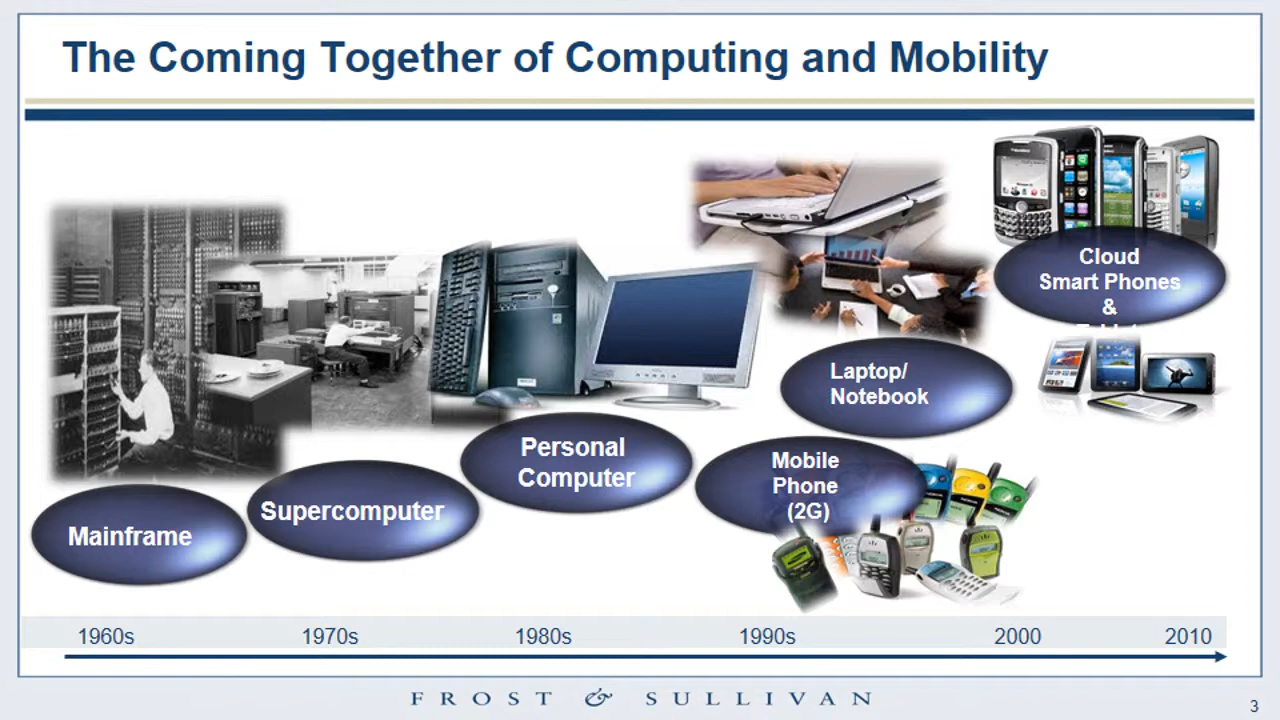 The Coming Together of Computing and Mobility
Cloud
Smart Phones
&
Laptop/
Notebook
Personal
Computer
Mobile
Phone
(2G)
Supercomputer
Mainframe
1960s 1970s 1980s 1990s 2000 2010
FROST & SULLIVAN
3